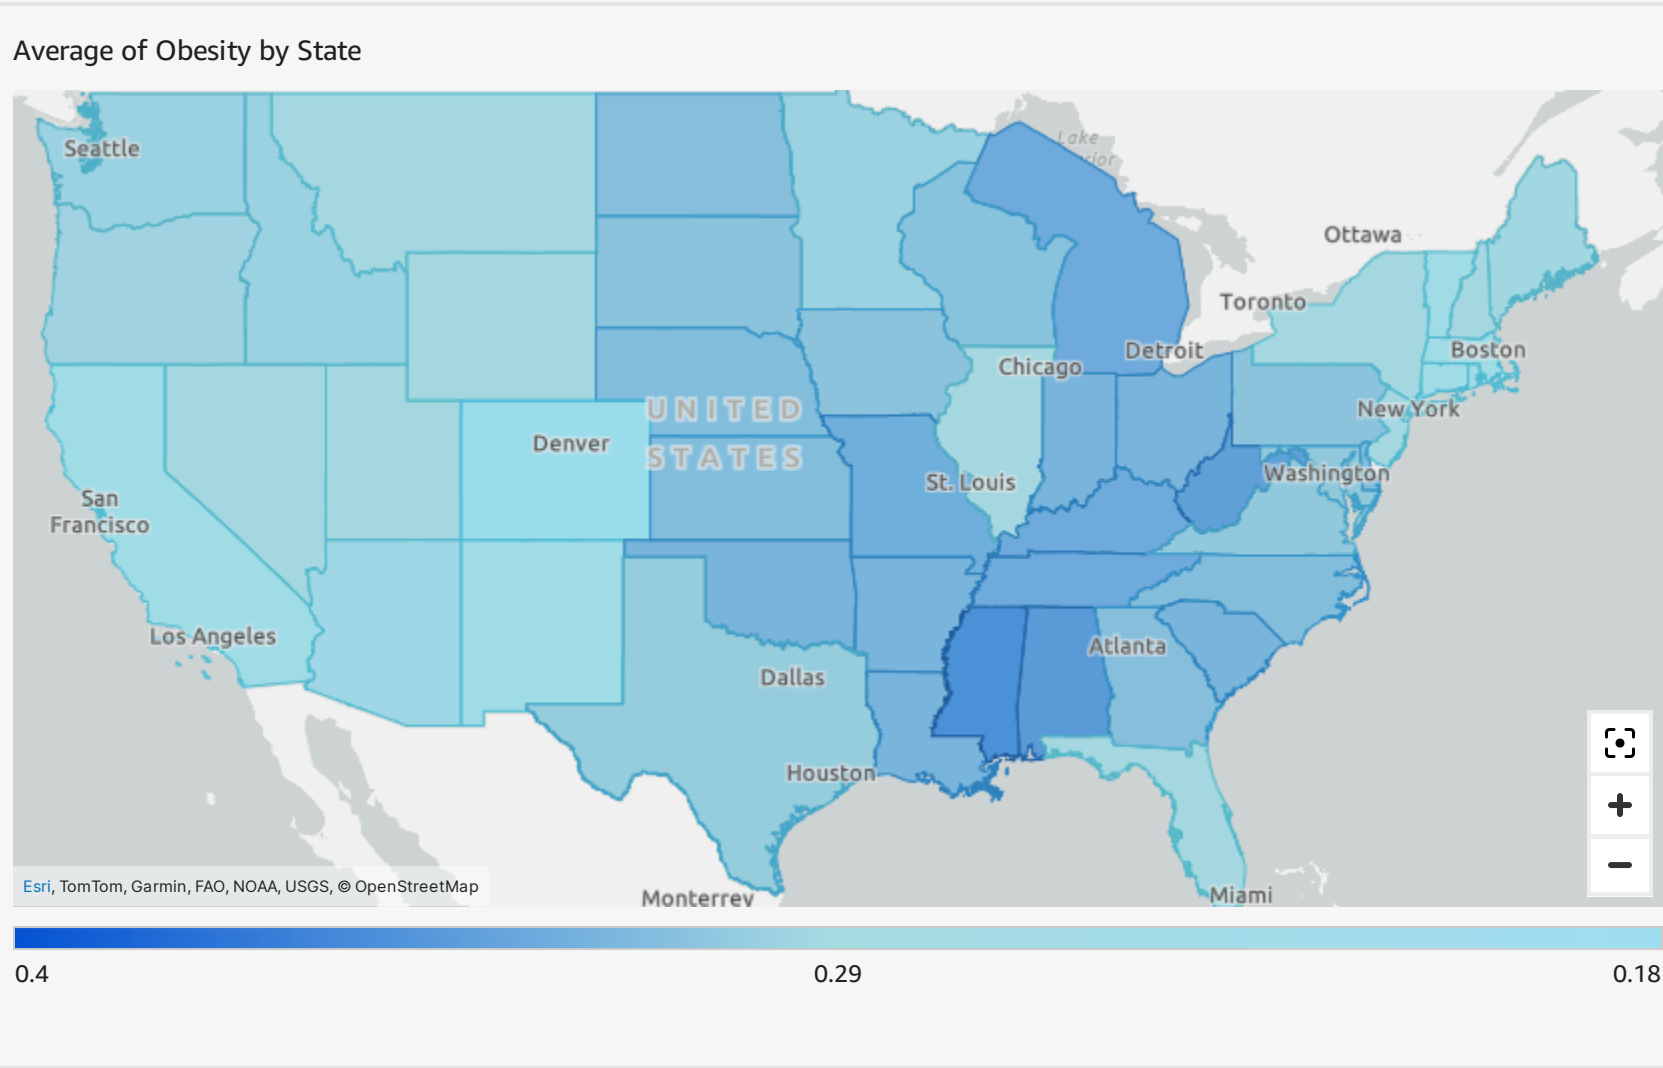 Average of Obesity by State
Lake
rior
Seattle
Ottawa
Toronto
Detroit
Boston
Chicago
New York
UNITED
STATES
Denver
St. Louis
Washington
San
Francisco
Los Angeles
Atlanta
Dallas
Houston
Miami
Monterrey
Esri, TomTom, Garmin, FAO, NOAA, USGS, © OpenStreetMap
0.4
0.29
0.18